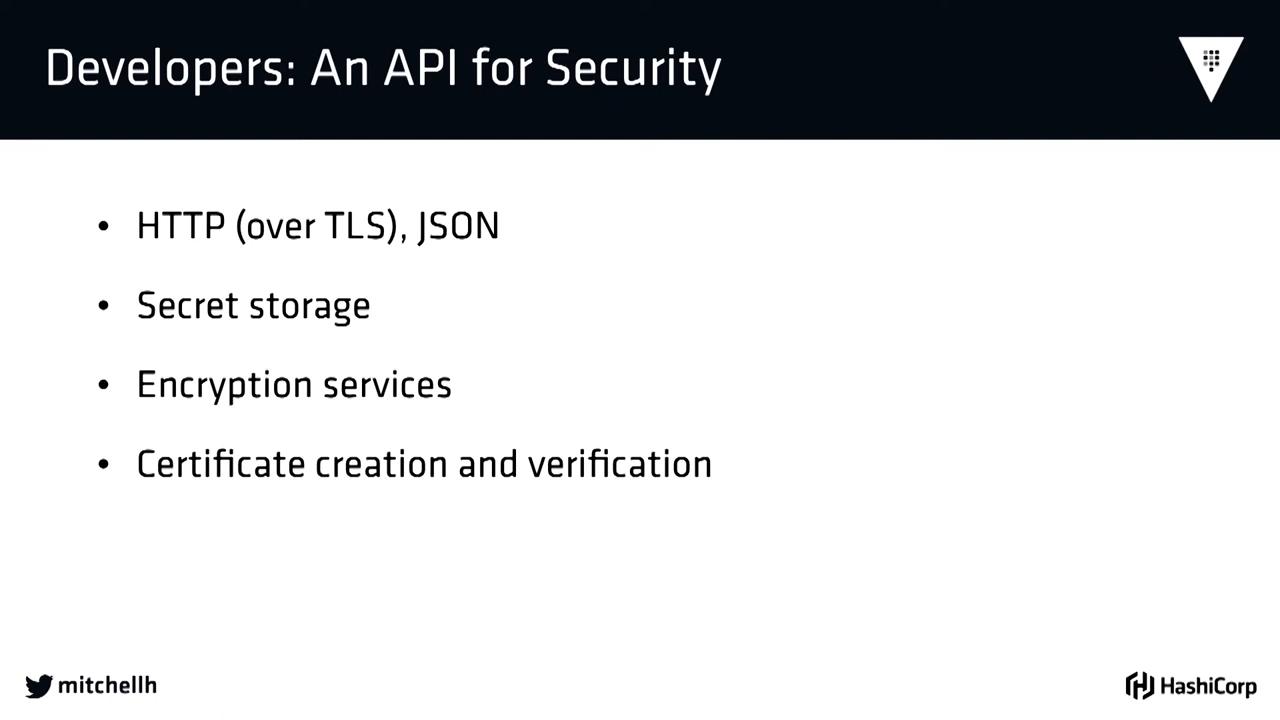 Developers: An API for Security
• HTTP (over TLS), JSON
• Secret storage
• Encryption services
• Certificate creation and verification
mitchellh
HashiCorp